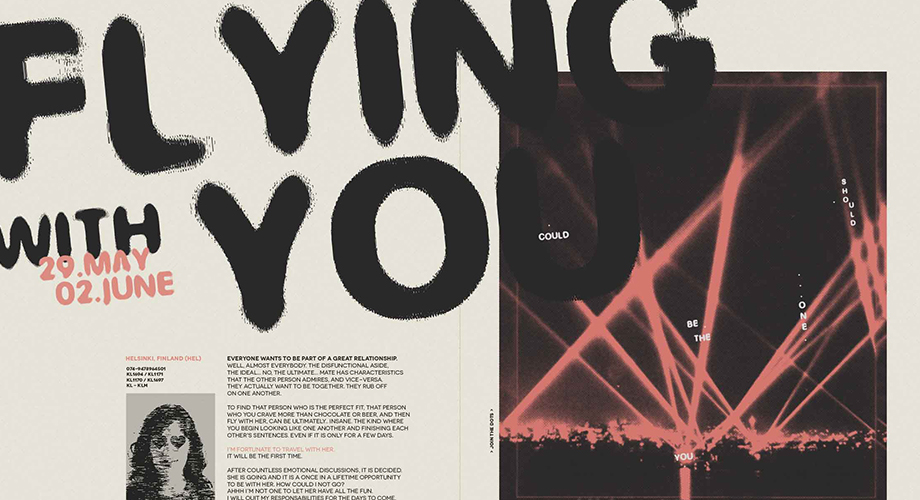 FLYING
WITH YOU
29.MAY
02.JUNE
HELSINKI, FINLAND (HEL)
074-9478966501
KL1694 / KL1171
KL1170 / KL1697
KL - KLM
EVERYONE WANTS TO BE PART OF A GREAT RELATIONSHIP.
WELL, ALMOST EVERYBODY. THE DISFUNCTIONAL ASIDE,
THE IDEAL... NO, THE ULTIMATE... MATE HAS CHARACTERISTICS
THAT THE OTHER PERSON ADMIRES, AND VICE-VERSA.
THEY ACTUALLY WANT TO BE TOGETHER. THEY RUB OFF
ON ONE ANOTHER.
TO FIND THAT PERSON WHO IS THE PERFECT FIT, THAT PERSON
WHO YOU CRAVE MORE THAN CHOCOLATE OR BEER, AND THEN
FLY WITH HER, CAN BE ULTIMATELY.. INSANE. THE KIND WHERE
YOU BEGIN LOOKING LIKE ONE ANOTHER AND FINISHING EACH
OTHER'S SENTENCES. EVEN IF IT IS ONLY FOR A FEW DAYS.
I'M FORTUNATE TO TRAVEL WITH HER.
IT WILL BE THE FIRST TIME.
AFTER COUNTLESS EMOTIONAL DISCUSSIONS, IT IS DECIDED.
SHE IS GOING AND IT IS A ONCE IN A LIFETIME OPPORTUNITY
TO BE WITH HER. HOW COULD I NOT GO?
AHHH I'M NOT ONE TO LET HER HAVE ALL THE FUN.
I WILL QUIT MY RESPONSABILITIES FOR THE DAYS TO COME.
> JOIN THE DOTS >
COULD
SHOULD
BE
THE
ONE
YOU